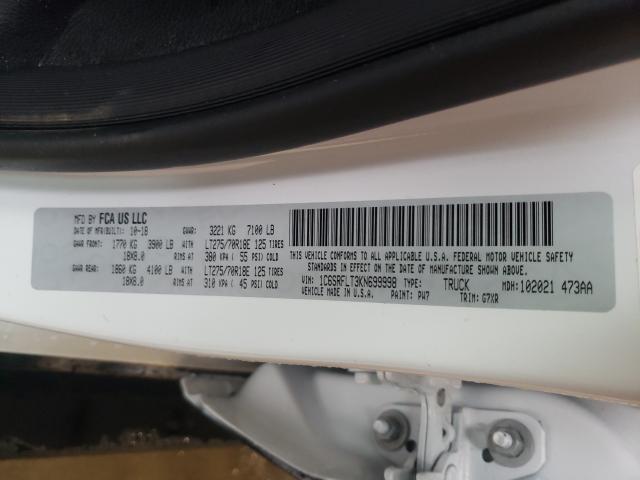 MFD BY FCA US LLC
DATE OF MFR(BUILT): 10-18 GVWR: 3221 KG 7100 LB
GAWR FRONT: 1770 KG 3900 LB WITH LT275/70R18E 125 TIRES
18X8.0 RIMS AT 380 KPA ( 55 PSI) COLD
GAWR REAR: 1860 KG 4100 LB WITH LT275/70R18E 125 TIRES
18X8.0 RIMS AT 310 KPA ( 45 PSI) COLD
THIS VEHICLE CONFORMS TO ALL APPLICABLE U.S.A. FEDERAL MOTOR VEHICLE SAFETY
STANDARDS IN EFFECT ON THE DATE OF MANUFACTURE SHOWN ABOVE.
VIN: 1C6SRFLT3KN699998 TYPE: TRUCK MDH: 102021 473AA
VEHICLE MADE IN U.S.A. PAINT: PW7 TRIM: G7XR